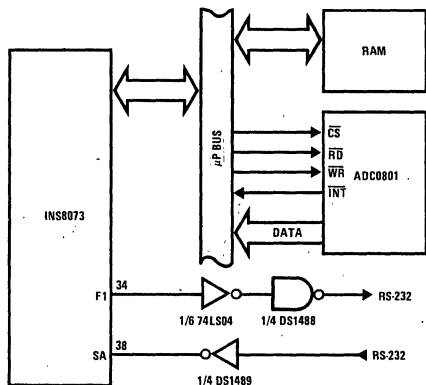 RAM
μP BUS
CS
RD
WR
INT
ADC0801
DATA
INS8073
F1
34
RS-232
1/6 74LS04
1/4 DS1488
SA
38
RS-232
1/4 DS1489